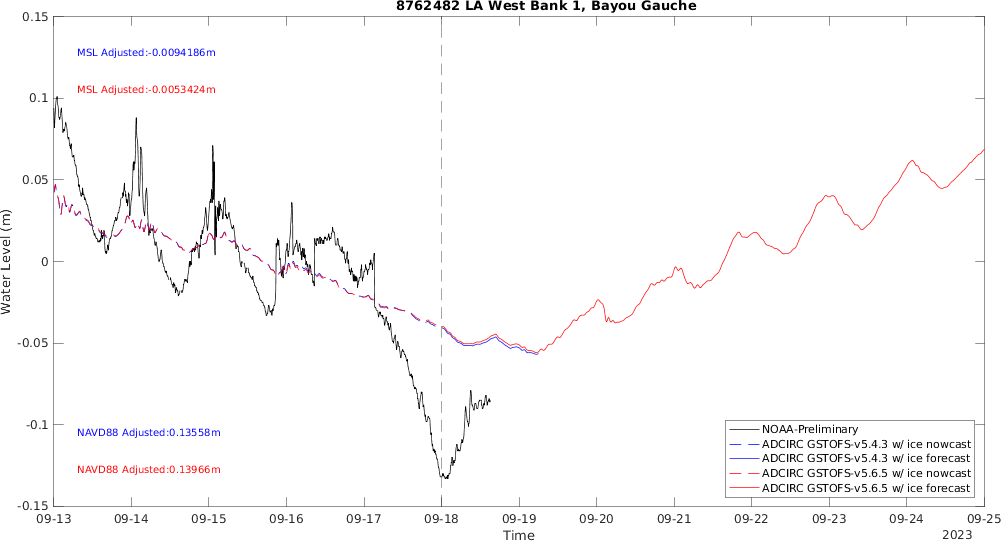 8762482 LA West Bank 1, Bayou Gauche
0.15
MSL Adjusted:-0.0094186m
MSL Adjusted:-0.0053424m
0.1
0.05
0
Water Level (m)
-0.05
-0.1
NAVD88 Adjusted:0.13558m
NAVD88 Adjusted:0.13966m
NOAA-Preliminary
ADCIRC GSTOFS-v5.4.3 w/ ice nowcast
ADCIRC GSTOFS-v5.4.3 w/ ice forecast
ADCIRC GSTOFS-v5.6.5 w/ ice nowcast
ADCIRC GSTOFS-v5.6.5 w/ ice forecast
-0.15
09-13 09-14 09-15 09-16 09-17 09-18 09-19 09-20 09-21 09-22 09-23 09-24 09-25
Time
2023